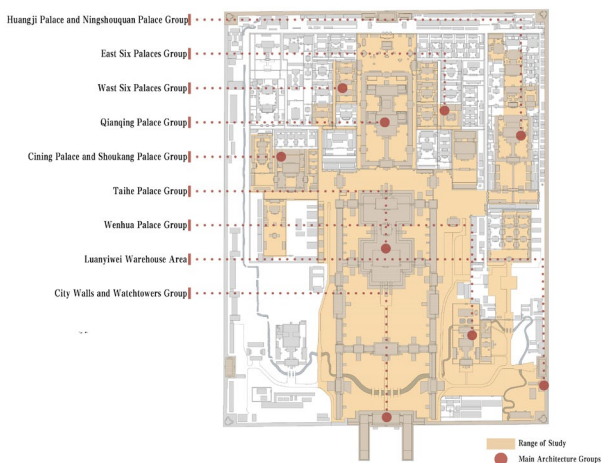 Huangji Palace and Ningshouquan Palace Group
East Six Palaces Group
Wast Six Palaces Group
Qianqing Palace Group
Cining Palace and Shoukang Palace Group
Taihe Palace Group
Wenhua Palace Group
Luanyiwei Warehouse Area
City Walls and Watchtowers Group
Range of Study
Main Architecture Groups